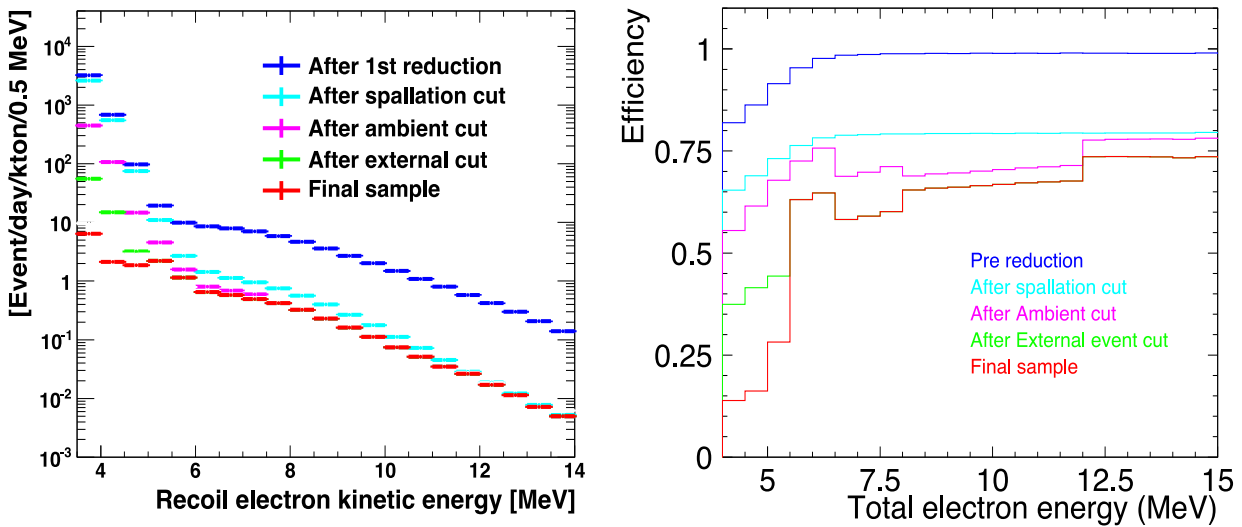 [Event/day/kton/0.5 MeV]
10^4
10^3
10^2
10
1
10^-1
10^-2
10^-3
After 1st reduction
After spallation cut
After ambient cut
After external cut
Final sample
4 6 8 10 12 14
Recoil electron kinetic energy [MeV]
Efficiency
1
0.75
0.5
0.25
0
Pre reduction
After spallation cut
After Ambient cut
After External event cut
Final sample
5 7.5 10 12.5 15
Total electron energy (MeV)